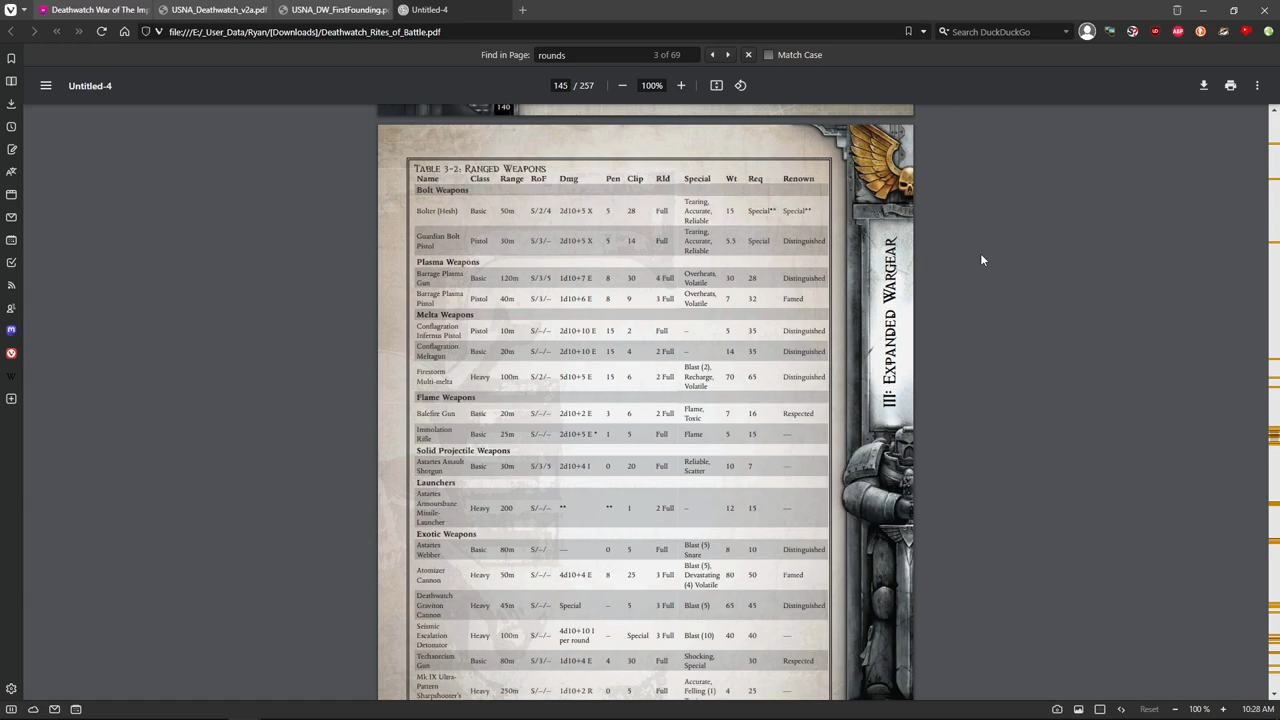 Deathwatch War of The Imp
USNA_Deathwatch_v2a.pdf
USNA_DW_FirstFounding.p
Untitled-4
file:///E:/_User_Data/Ryan/[Downloads]/Deathwatch_Rites_of_Battle.pdf
Search DuckDuckGo
Find in Page: rounds 3 of 69 Match Case
Untitled-4 145 / 257 100%
140
Table 3-2: Ranged Weapons
Name Class Range RoF Dmg Pen Clip Rld Special Wt Req Renown
Bolt Weapons
Bolter (Hesh) Basic 50m S/2/4 2d10+5 X 5 28 Full Tearing, Accurate, Reliable 15 Special** Special**
Guardian Bolt Pistol Pistol 30m S/3/– 2d10+5 X 5 14 Full Tearing, Accurate, Reliable 5.5 Special Distinguished
Plasma Weapons
Barrage Plasma Gun Basic 120m S/3/5 1d10+7 E 8 30 4 Full Overheats, Volatile 30 28 Distinguished
Barrage Plasma Pistol Pistol 40m S/3/– 1d10+6 E 8 9 3 Full Overheats, Volatile 7 32 Famed
Melta Weapons
Conflagration Infernus Pistol Pistol 10m S/–/– 2d10+10 E 15 2 Full – 5 35 Distinguished
Conflagration Meltagun Basic 20m S/–/– 2d10+10 E 15 4 2 Full – 14 35 Distinguished
Firestorm Multi-melta Heavy 100m S/2/– 5d10+5 E 15 6 2 Full Blast (2), Recharge, Volatile 70 65 Distinguished
Flame Weapons
Balefire Gun Basic 20m S/–/– 2d10+2 E 3 6 2 Full Flame, Toxic 7 16 Respected
Immolation Rifle Basic 25m S/–/– 2d10+5 E * 1 5 Full Flame 5 15 —
Solid Projectile Weapons
Astartes Assault Shotgun Basic 30m S/3/5 2d10+4 I 0 20 Full Reliable, Scatter 10 7 —
Launchers
Astartes Armoursbane Missile-Launcher Heavy 200 S/–/– ** ** 1 2 Full – 12 15 —
Exotic Weapons
Astartes Webber Basic 80m S/–/ — 0 5 Full Blast (5) Snare 8 10 Distinguished
Atomizer Cannon Heavy 50m S/–/– 4d10+4 E 8 25 3 Full Blast (5), Devastating (4) Volatile 80 50 Famed
Deathwatch Graviton Cannon Heavy 45m S/–/– Special – 5 3 Full Blast (5) 65 45 Distinguished
Seismic Escalation Detonator Heavy 100m S/–/– 4d10+10 I per round – Special 3 Full Blast (10) 40 40 —
Techxorcism Gun Basic 80m S/3/– 1d10+4 E 4 30 Full Shocking, Special 30 Respected
Mk IX Ultra-Pattern Sharpshooter's Heavy 250m S/–/– 1d10+2 R 0 5 Full Accurate, Felling (1) 4 25 —
III: Expanded Wargear
Reset 100 % 10:28 AM